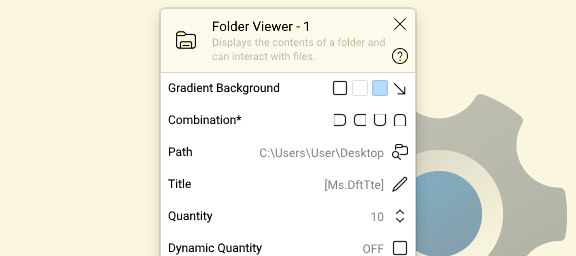 Folder Viewer - 1
Displays the contents of a folder and
can interact with files.
?
Gradient Background
Combination*
Path C:\Users\User\Desktop
Title [Ms.DftTte]
Quantity 10
Dynamic Quantity OFF